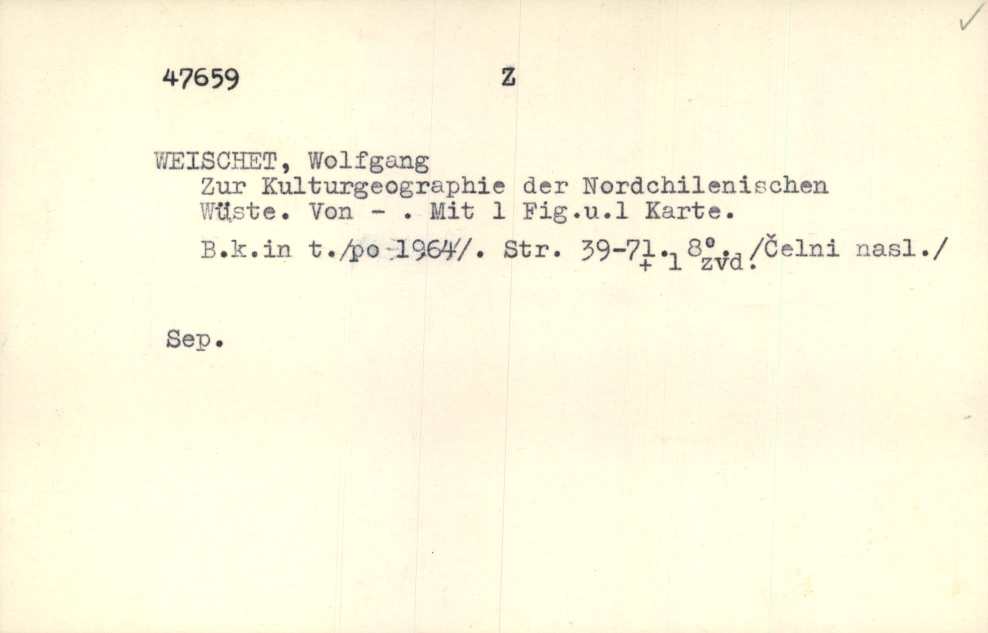 47659 Z
WEISCHET, Wolfgang
Zur Kulturgeographie der Nordchilenischen
Wüste. Von - . Mit 1 Fig.u.1 Karte.
B.k.in t./po 1964/. Str. 39-71. 8°. /Čelni nasl./
+ 1 zvd.
Sep.